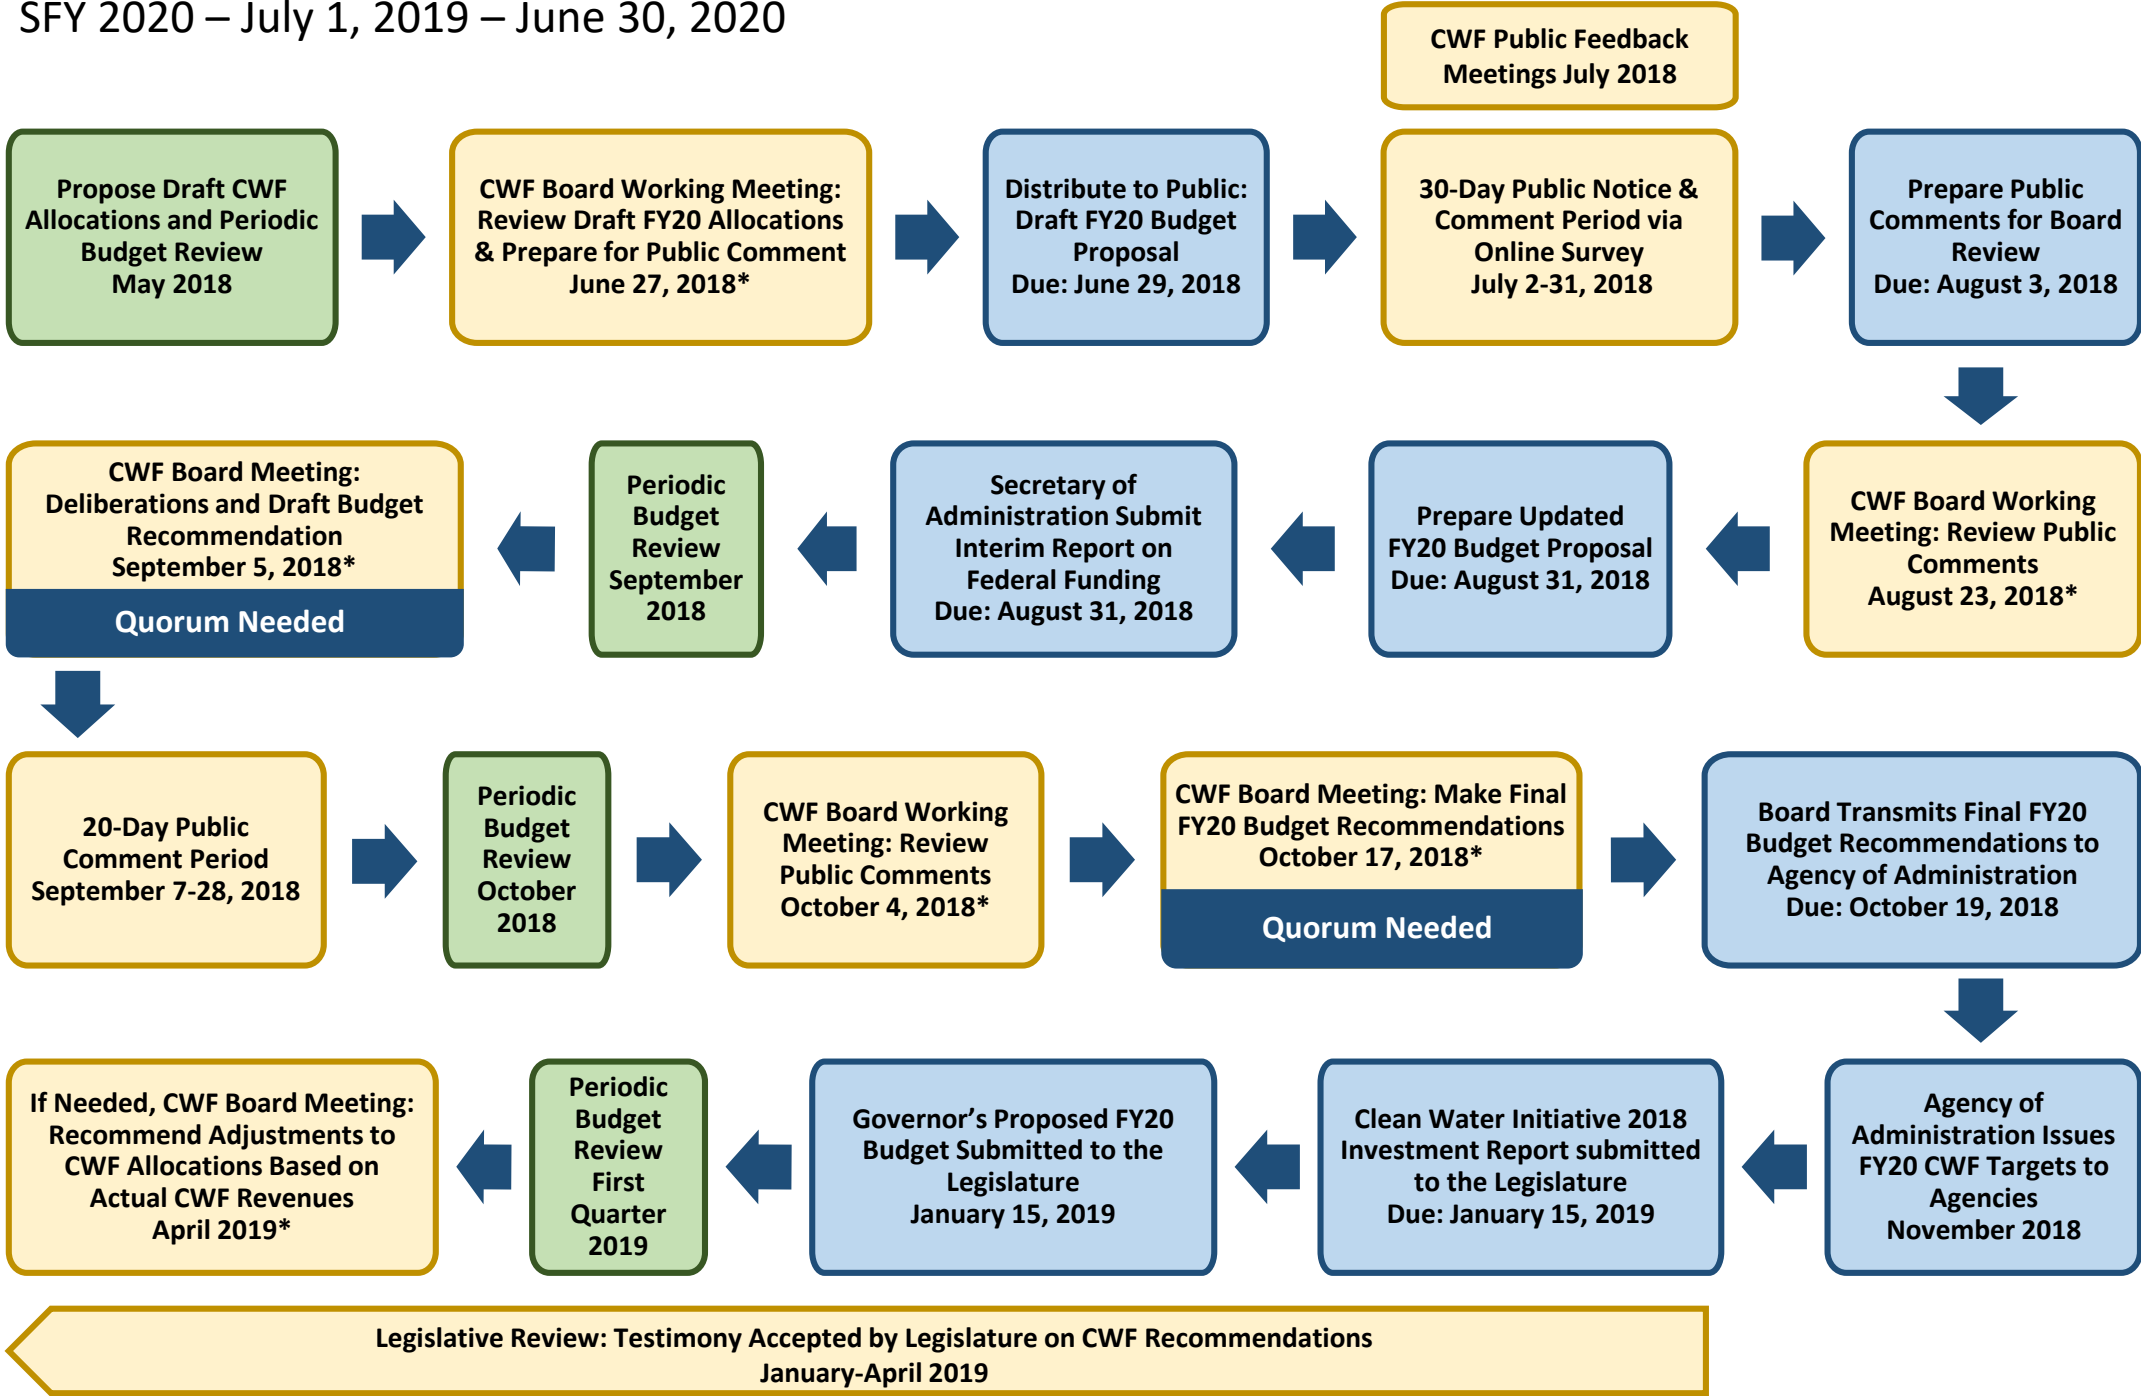 SFY 2020 – July 1, 2019 – June 30, 2020
CWF Public Feedback
Meetings July 2018
Propose Draft CWF
Allocations and Periodic
Budget Review
May 2018
CWF Board Working Meeting:
Review Draft FY20 Allocations
& Prepare for Public Comment
June 27, 2018*
Distribute to Public:
Draft FY20 Budget
Proposal
Due: June 29, 2018
30-Day Public Notice &
Comment Period via
Online Survey
July 2-31, 2018
Prepare Public
Comments for Board
Review
Due: August 3, 2018
CWF Board Working
Meeting: Review Public
Comments
August 23, 2018*
Prepare Updated
FY20 Budget Proposal
Due: August 31, 2018
Secretary of
Administration Submit
Interim Report on
Federal Funding
Due: August 31, 2018
Periodic
Budget
Review
September
2018
CWF Board Meeting:
Deliberations and Draft Budget
Recommendation
September 5, 2018*
Quorum Needed
20-Day Public
Comment Period
September 7-28, 2018
Periodic
Budget
Review
October
2018
CWF Board Working
Meeting: Review
Public Comments
October 4, 2018*
CWF Board Meeting: Make Final
FY20 Budget Recommendations
October 17, 2018*
Quorum Needed
Board Transmits Final FY20
Budget Recommendations to
Agency of Administration
Due: October 19, 2018
Agency of
Administration Issues
FY20 CWF Targets to
Agencies
November 2018
Clean Water Initiative 2018
Investment Report submitted
to the Legislature
Due: January 15, 2019
Governor’s Proposed FY20
Budget Submitted to the
Legislature
January 15, 2019
Periodic
Budget
Review
First
Quarter
2019
If Needed, CWF Board Meeting:
Recommend Adjustments to
CWF Allocations Based on
Actual CWF Revenues
April 2019*
Legislative Review: Testimony Accepted by Legislature on CWF Recommendations
January-April 2019